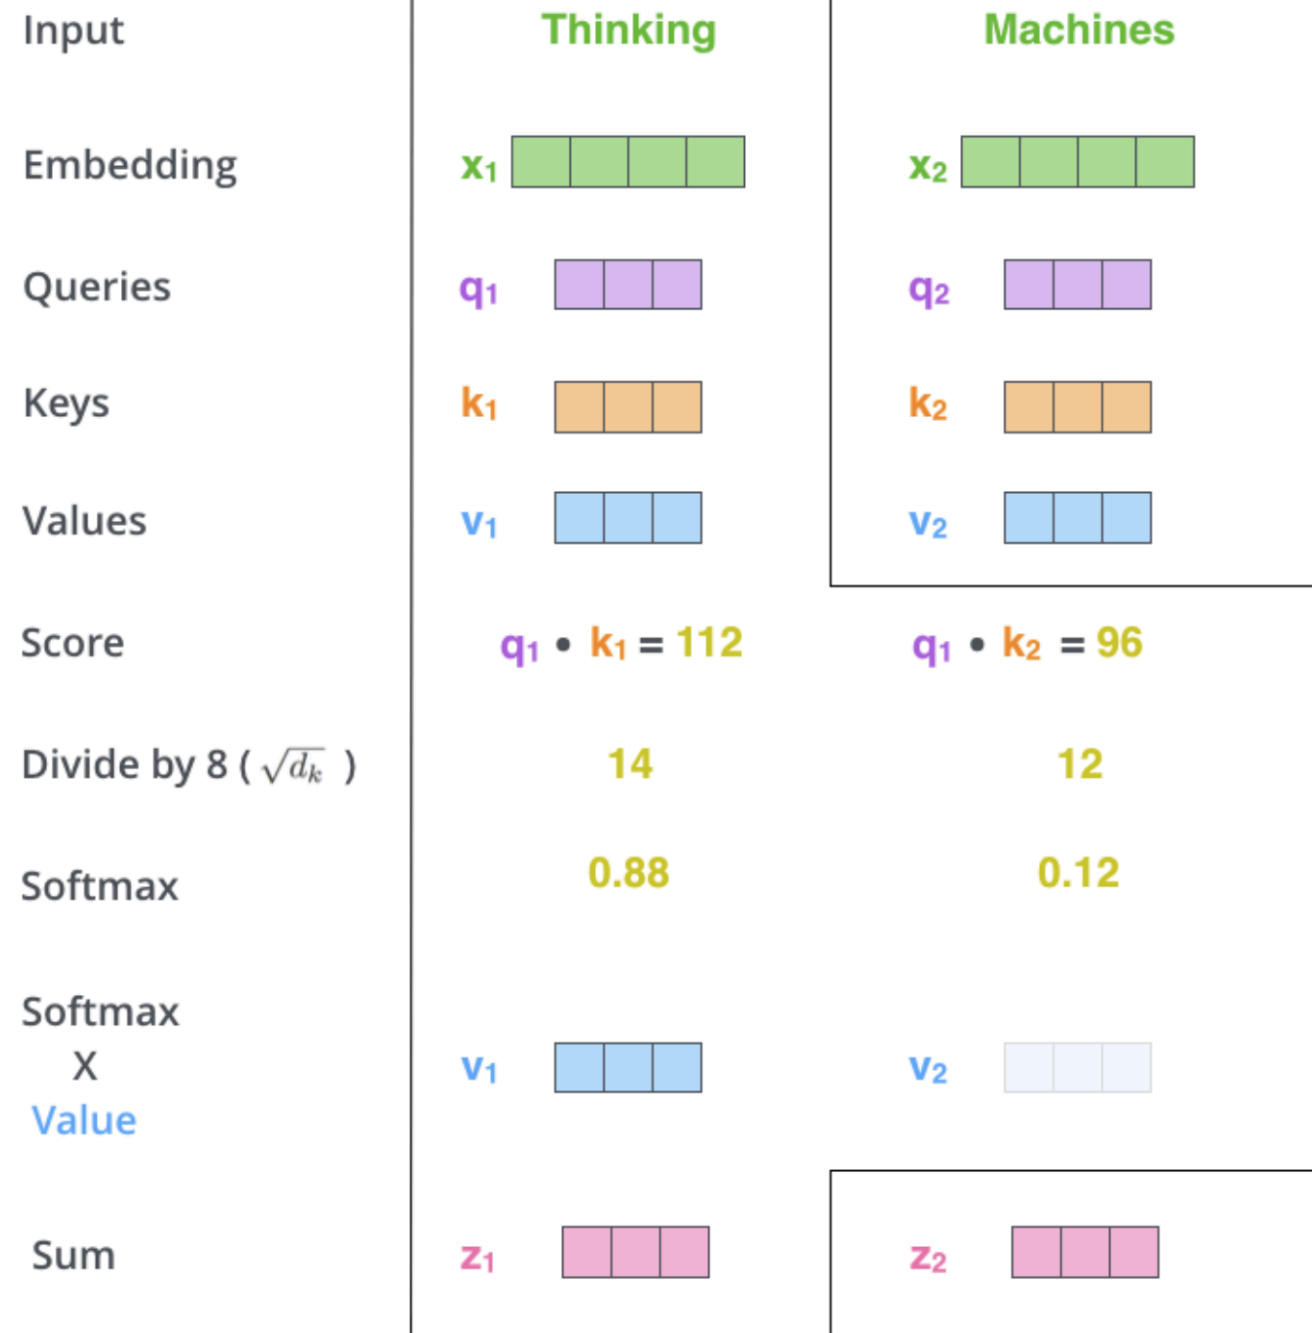 Input Thinking Machines
Embedding x₁ x₂
Queries q₁ q₂
Keys k₁ k₂
Values v₁ v₂
Score q₁ • k₁ = 112 q₁ • k₂ = 96
Divide by 8 ( √dₖ ) 14 12
Softmax 0.88 0.12
Softmax
X v₁ v₂
Value
Sum z₁ z₂